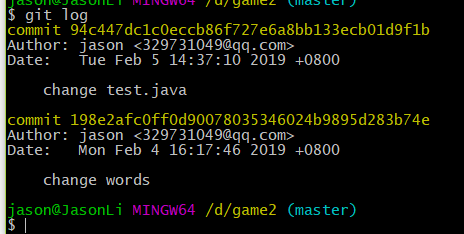 jason@JasonLi MINGW64 /d/game2 (master)
$ git log
commit 94c447dc1c0eccb86f727e6a8bb133ecb01d9f1b
Author: jason <329731049@qq.com>
Date:   Tue Feb 5 14:37:10 2019 +0800
change test.java
commit 198e2afc0ff0d90078035346024b9895d283b74e
Author: jason <329731049@qq.com>
Date:   Mon Feb 4 16:17:46 2019 +0800
change words
jason@JasonLi MINGW64 /d/game2 (master)
$